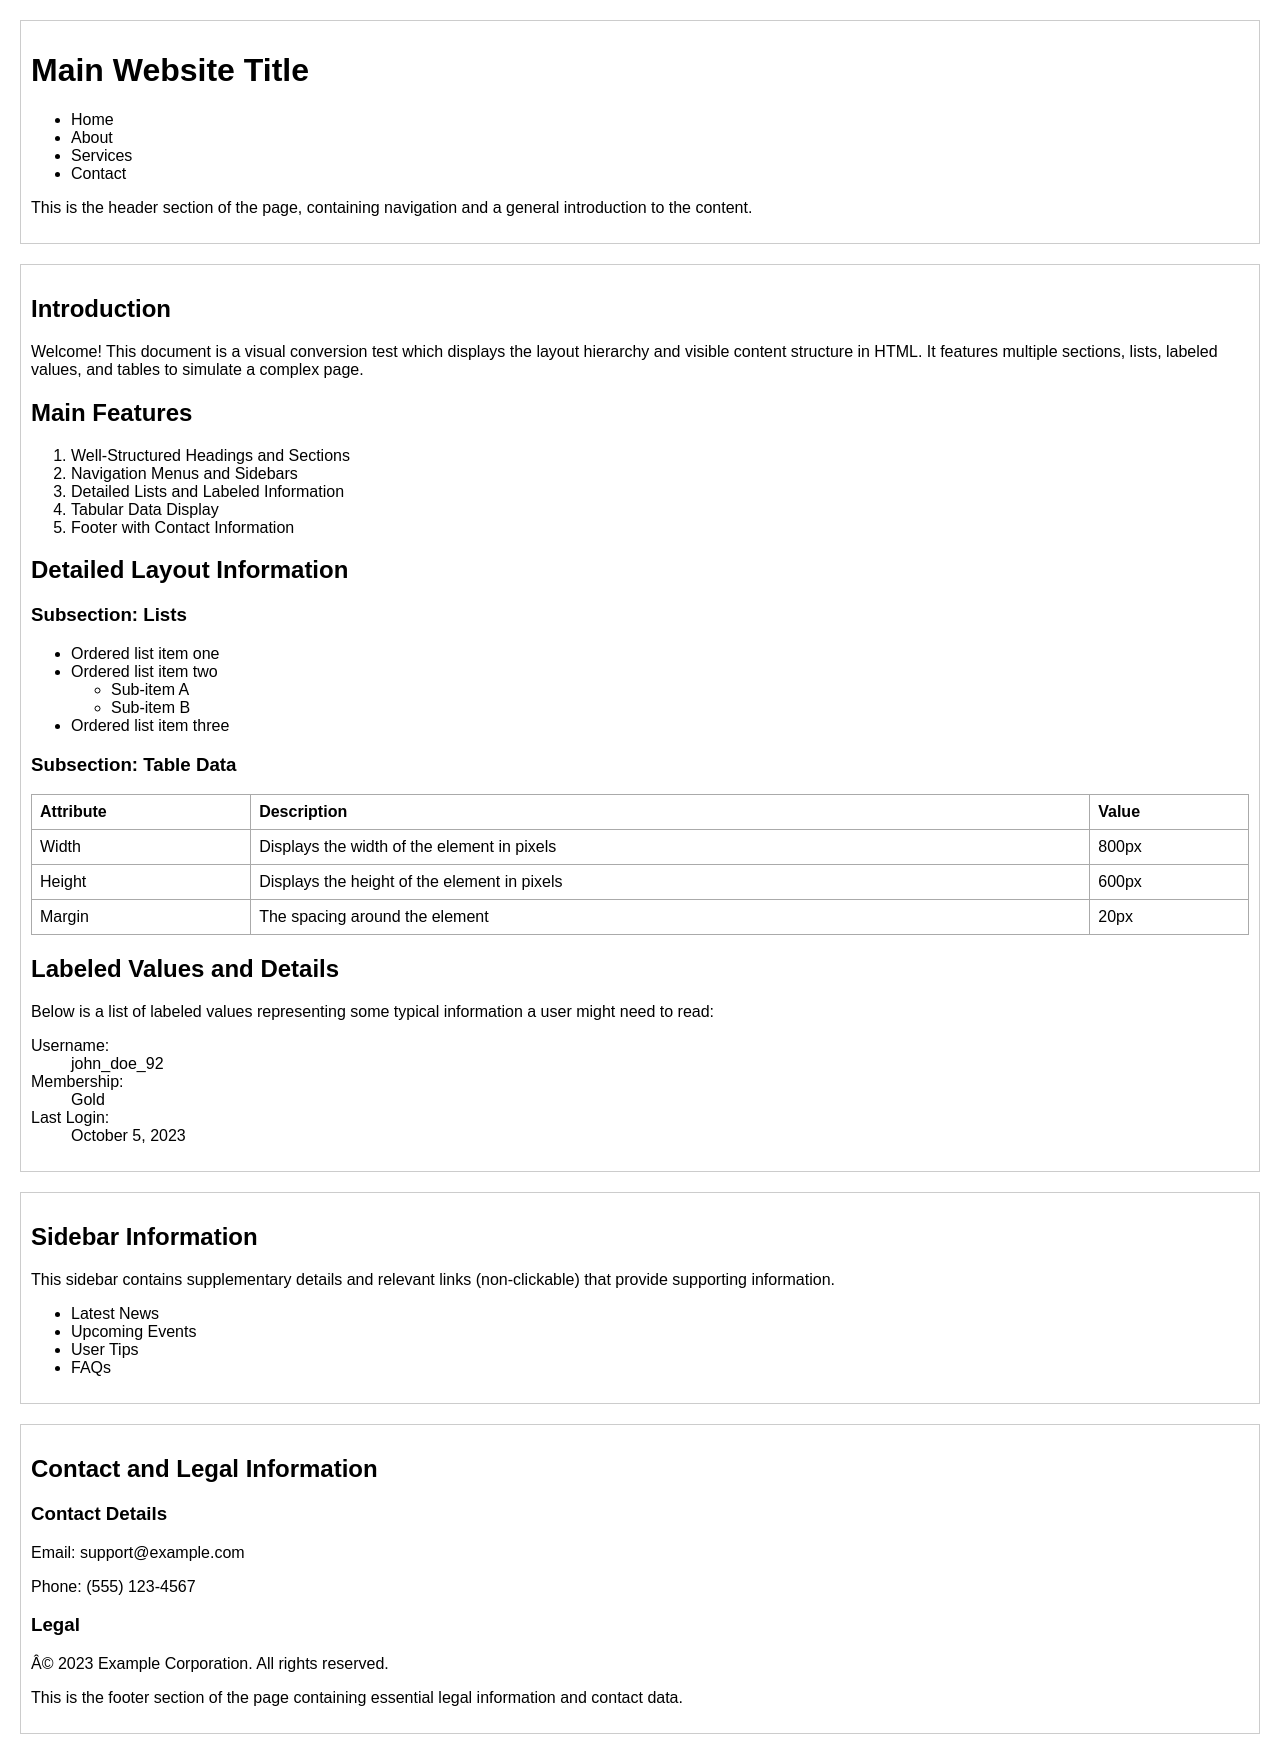 Main Website Title
Home
About
Services
Contact
This is the header section of the page, containing navigation and a general introduction to the content.
Introduction
Welcome! This document is a visual conversion test which displays the layout hierarchy and visible content structure in HTML. It features multiple sections, lists, labeled
values, and tables to simulate a complex page.
Main Features
1. Well-Structured Headings and Sections
2. Navigation Menus and Sidebars
3. Detailed Lists and Labeled Information
4. Tabular Data Display
5. Footer with Contact Information
Detailed Layout Information
Subsection: Lists
Ordered list item one
Ordered list item two
Sub-item A
Sub-item B
Ordered list item three
Subsection: Table Data
Attribute Description Value
Width Displays the width of the element in pixels 800px
Height Displays the height of the element in pixels 600px
Margin The spacing around the element 20px
Labeled Values and Details
Below is a list of labeled values representing some typical information a user might need to read:
Username:
john_doe_92
Membership:
Gold
Last Login:
October 5, 2023
Sidebar Information
This sidebar contains supplementary details and relevant links (non-clickable) that provide supporting information.
Latest News
Upcoming Events
User Tips
FAQs
Contact and Legal Information
Contact Details
Email: support@example.com
Phone: (555) 123-4567
Legal
Â© 2023 Example Corporation. All rights reserved.
This is the footer section of the page containing essential legal information and contact data.